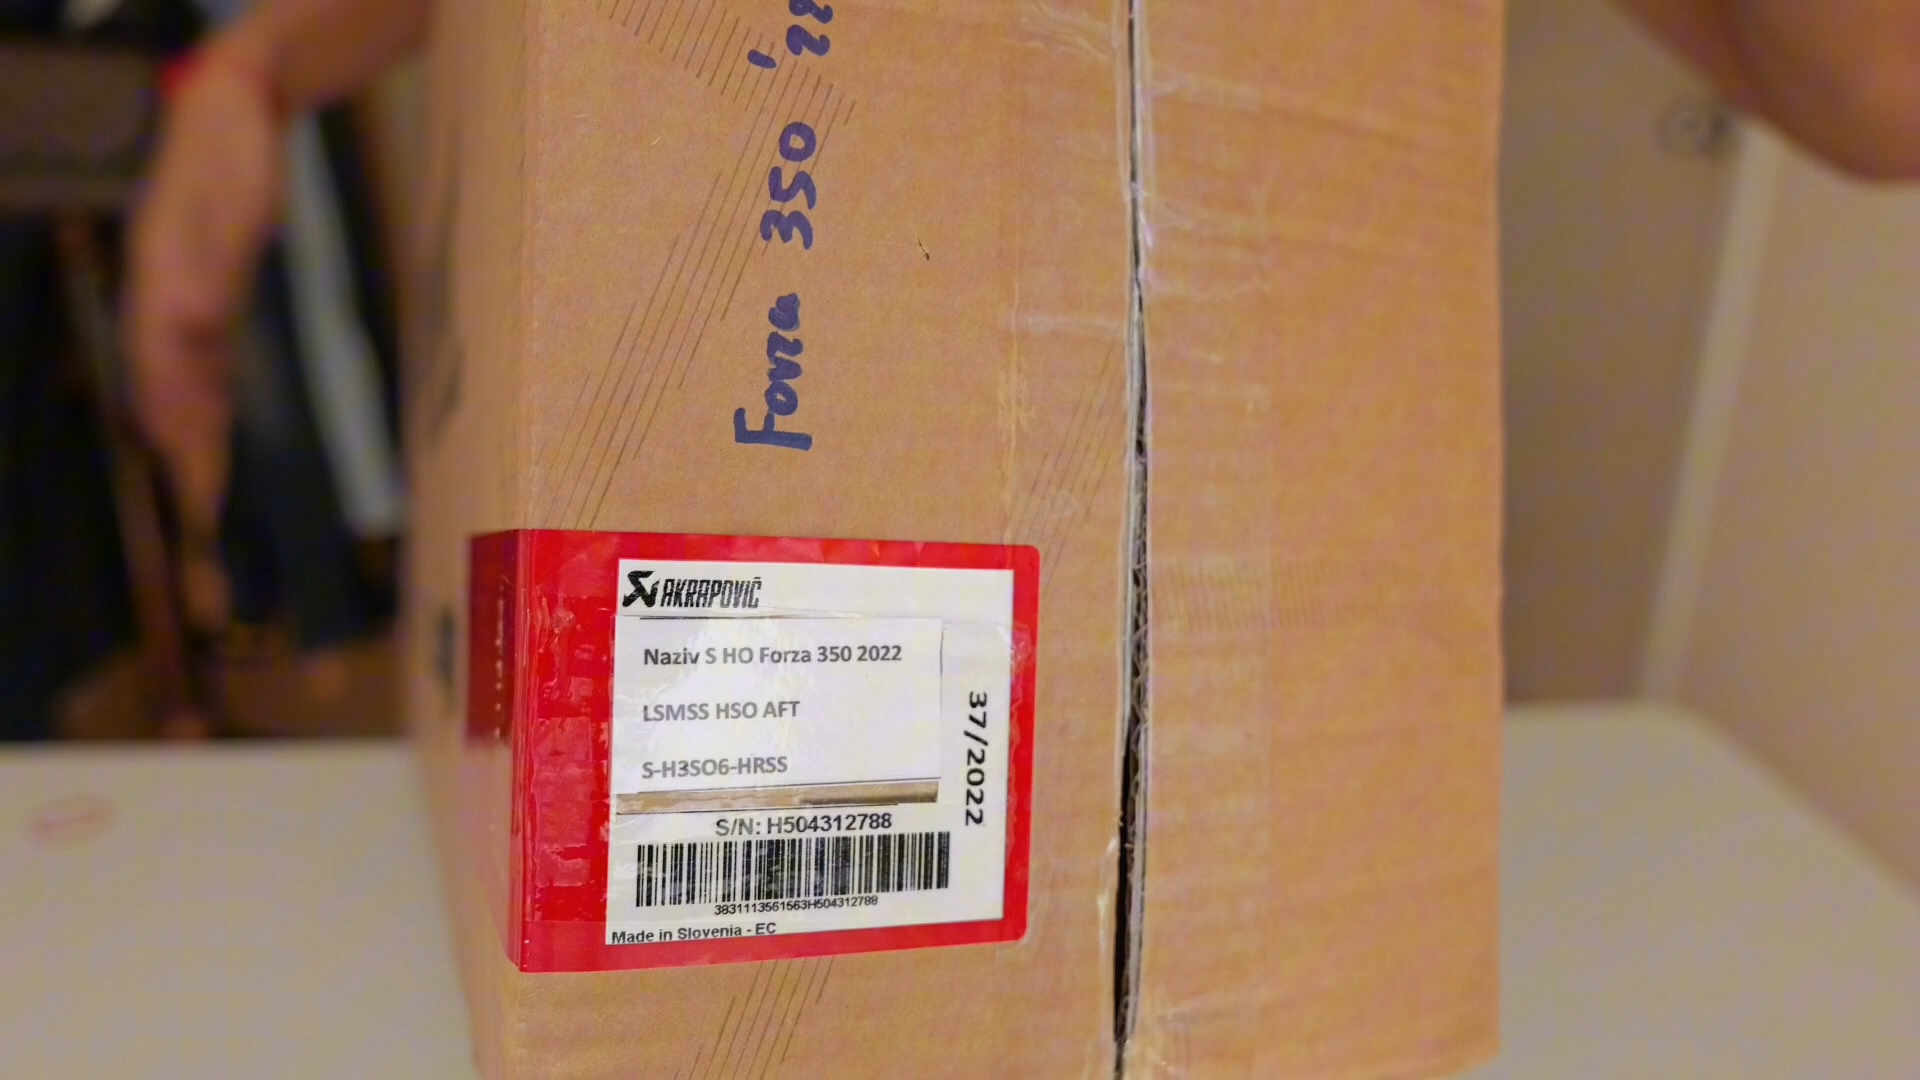 Forza 350 '22
AKRAPOVIČ
Naziv S HO Forza 350 2022
LSMSS HSO AFT
S-H3SO6-HRSS
37/2022
S/N: H504312788
3831113561563H504312788
Made in Slovenia - EC